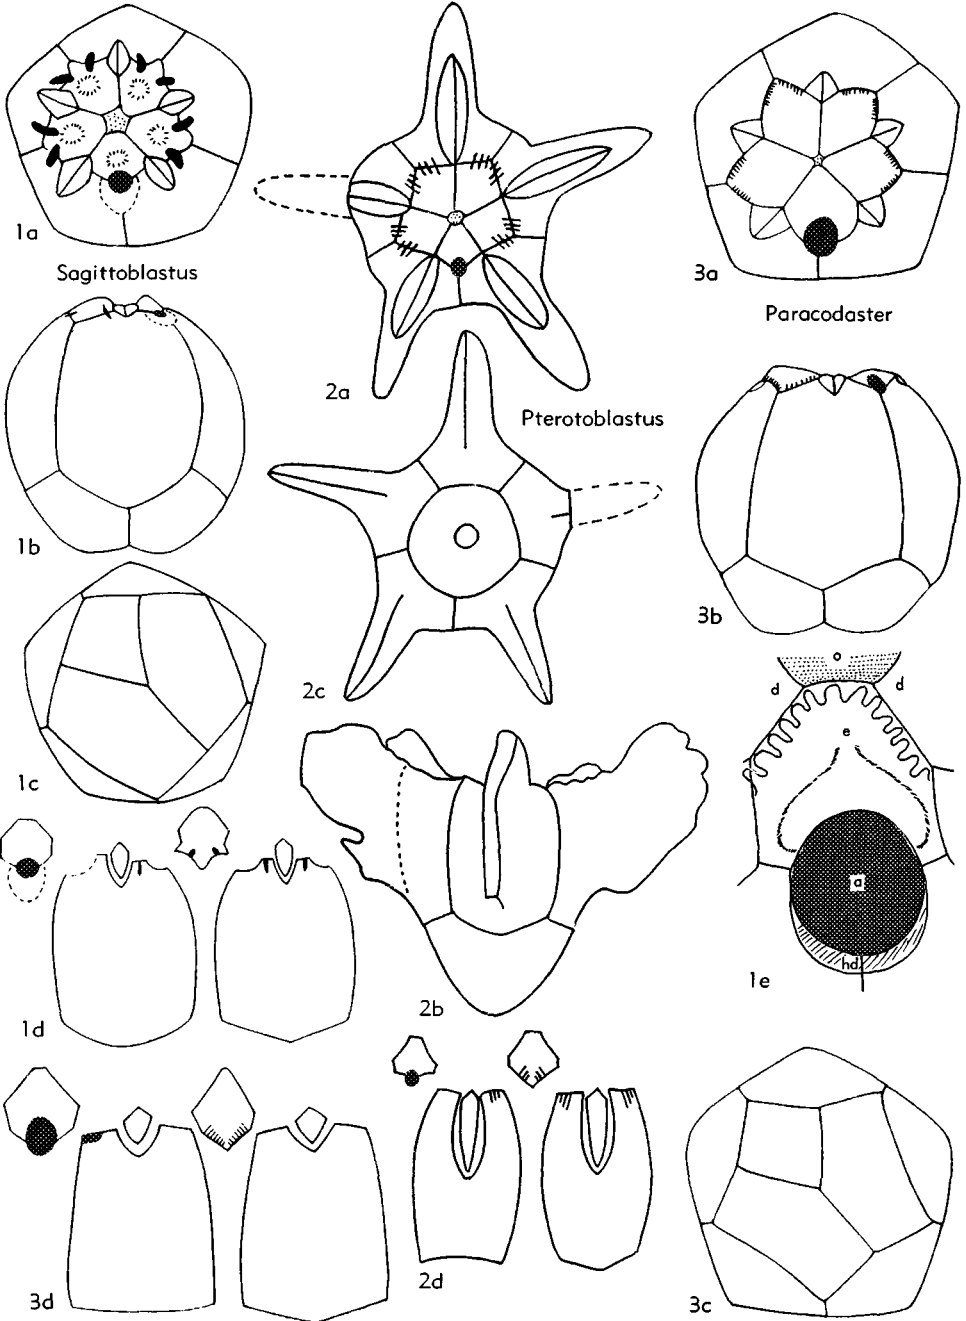 1a
Sagittoblastus
2a
3a
Paracodaster
1b
Pterotoblastus
3b
1c
2c
o
d
d
e
a
hd
1e
2b
1d
2d
3d
3c